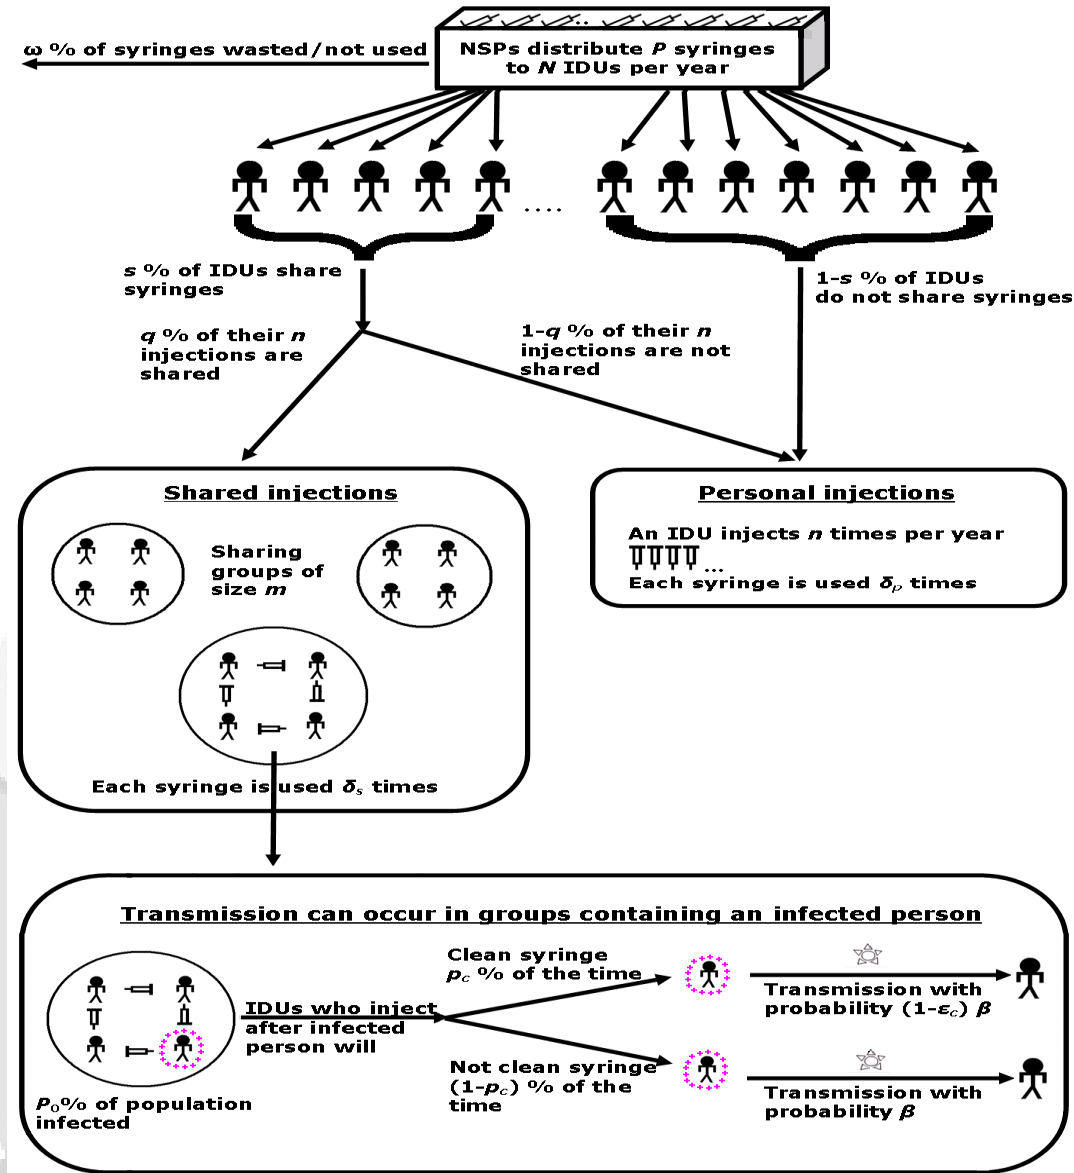 ω % of syringes wasted/not used
NSPs distribute P syringes
to N IDUs per year
....
s % of IDUs share
syringes
1-s % of IDUs
do not share syringes
q % of their n
injections are
shared
1-q % of their n
injections are not
shared
Shared injections
Sharing
groups of
size m
Each syringe is used δs times
Personal injections
An IDU injects n times per year
...
Each syringe is used δp times
Transmission can occur in groups containing an infected person
P0% of population
infected
IDUs who inject
after infected
person will
Clean syringe
pc % of the time
Transmission with
probability (1-εc) β
Not clean syringe
(1-pc) % of the
time
Transmission with
probability β